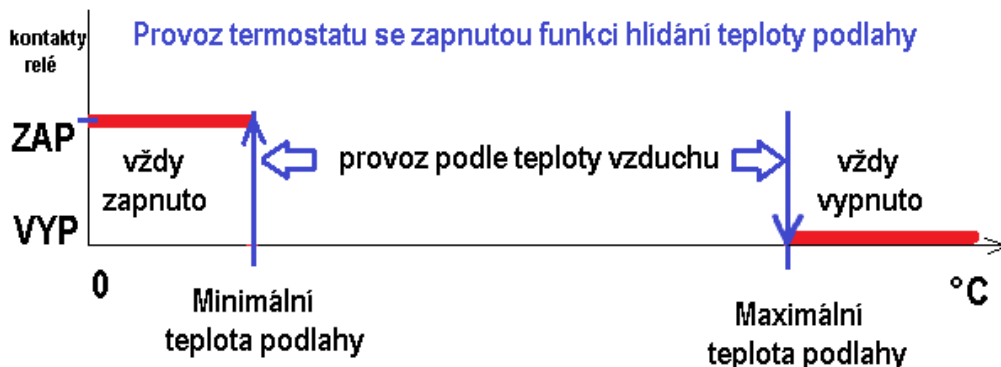 kontakty
relé
Provoz termostatu se zapnutou funkci hlídání teploty podlahy
ZAP
vždy
zapnuto
provoz podle teploty vzduchu
vždy
vypnuto
VYP
0
°C
Minimální
teplota podlahy
Maximální
teplota podlahy